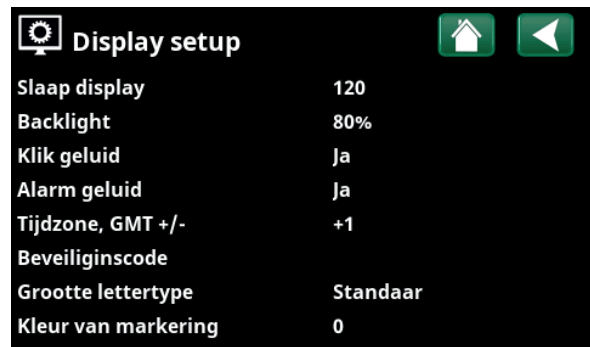 Display setup
Slaap display 120
Backlight 80%
Klik geluid Ja
Alarm geluid Ja
Tijdzone, GMT +/- +1
Beveiliginscode
Grootte lettertype Standaar
Kleur van markering 0